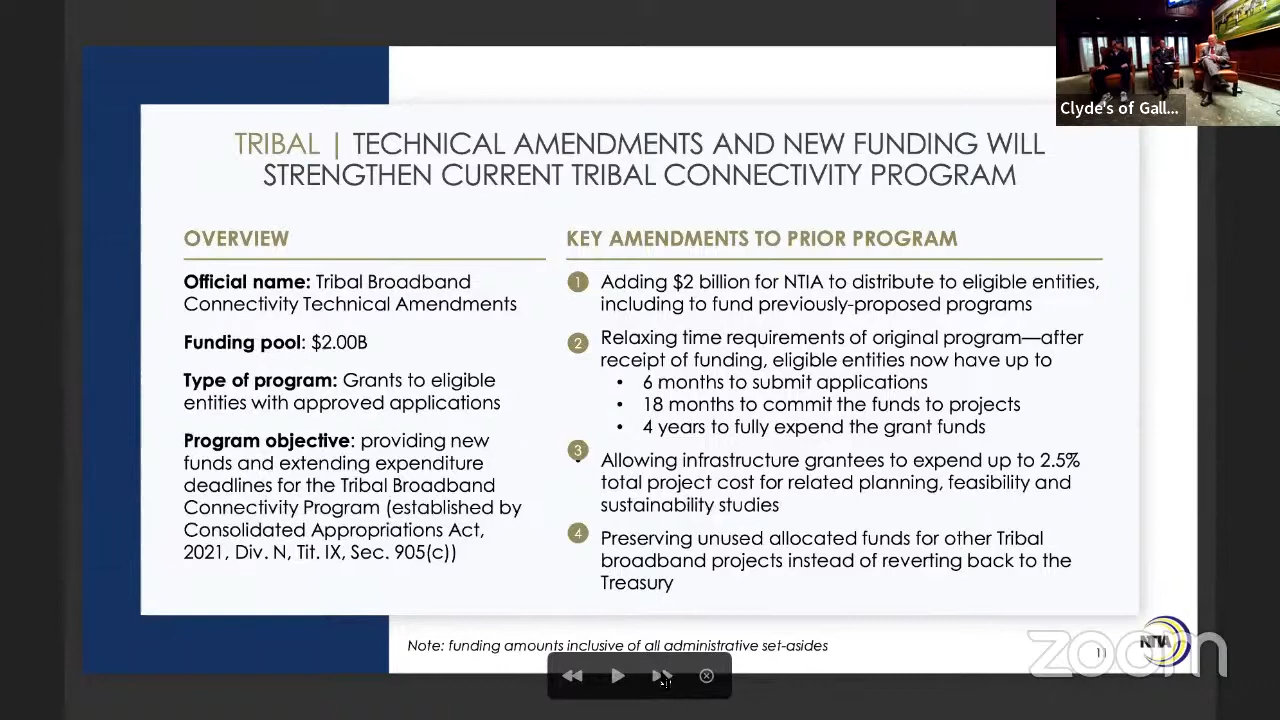 Clyde's of Gall...
TRIBAL | TECHNICAL AMENDMENTS AND NEW FUNDING WILL
STRENGTHEN CURRENT TRIBAL CONNECTIVITY PROGRAM
OVERVIEW
Official name: Tribal Broadband
Connectivity Technical Amendments
Funding pool: $2.00B
Type of program: Grants to eligible
entities with approved applications
Program objective: providing new
funds and extending expenditure
deadlines for the Tribal Broadband
Connectivity Program (established by
Consolidated Appropriations Act,
2021, Div. N, Tit. IX, Sec. 905(c))
KEY AMENDMENTS TO PRIOR PROGRAM
1 Adding $2 billion for NTIA to distribute to eligible entities,
including to fund previously-proposed programs
2 Relaxing time requirements of original program—after
receipt of funding, eligible entities now have up to
• 6 months to submit applications
• 18 months to commit the funds to projects
• 4 years to fully expend the grant funds
3 Allowing infrastructure grantees to expend up to 2.5%
total project cost for related planning, feasibility and
sustainability studies
4 Preserving unused allocated funds for other Tribal
broadband projects instead of reverting back to the
Treasury
Note: funding amounts inclusive of all administrative set-asides
NTIA
zoom